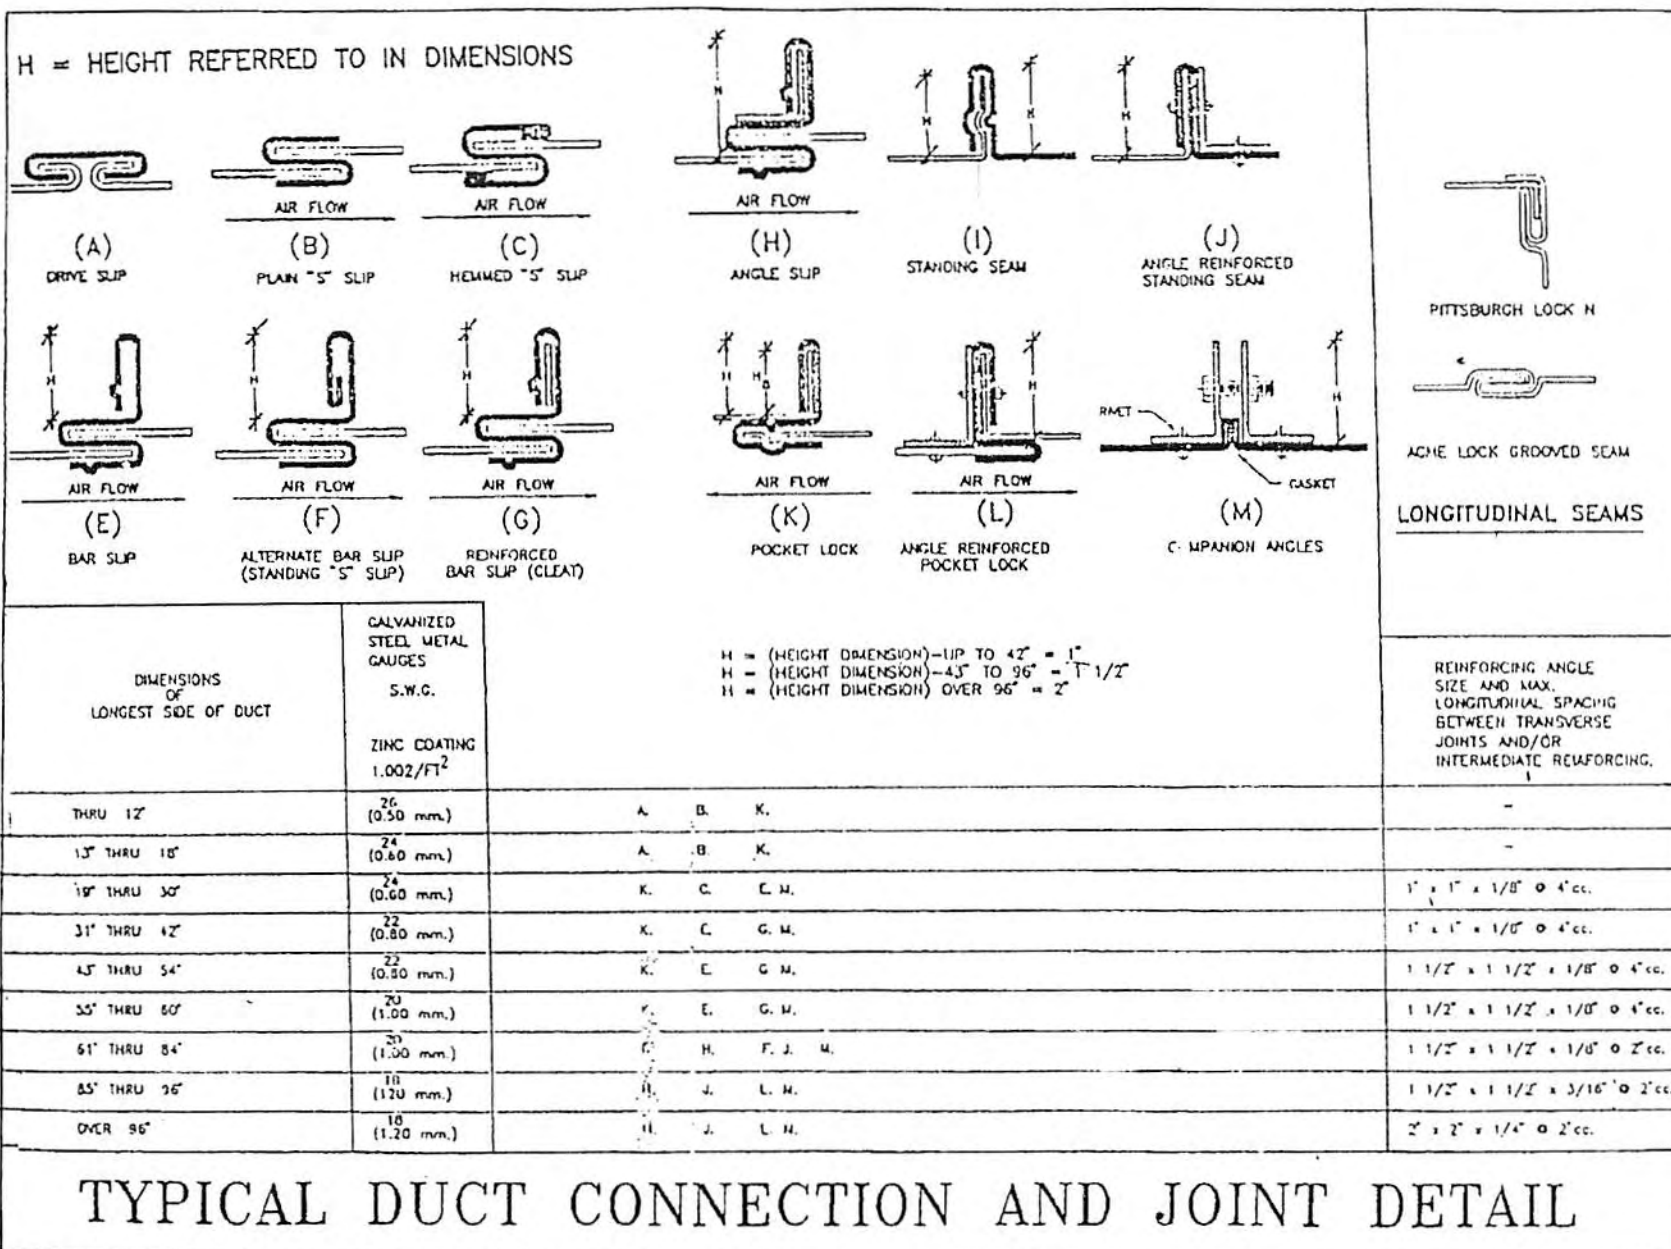 H = HEIGHT REFERRED TO IN DIMENSIONS
H
H
H
H
H
AIR FLOW
AIR FLOW
AIR FLOW
(A)
(B)
(C)
(H)
(I)
(J)
DRIVE SLIP
PLAIN "S" SLIP
HEMMED "S" SLIP
ANGLE SLIP
STANDING SEAM
ANGLE REINFORCED
STANDING SEAM
PITTSBURGH LOCK N
H
H
H
H
H
H
H
RIVET
GASKET
AIR FLOW
AIR FLOW
AIR FLOW
AIR FLOW
AIR FLOW
(E)
(F)
(G)
(K)
(L)
(M)
BAR SLIP
ALTERNATE BAR SLIP
(STANDING "S" SLIP)
REINFORCED
BAR SLIP (CLEAT)
POCKET LOCK
ANGLE REINFORCED
POCKET LOCK
C MPANION ANGLES
ACME LOCK GROOVED SEAM
LONGITUDINAL SEAMS
DIMENSIONS
OF
LONGEST SIDE OF DUCT
GALVANIZED
STEEL METAL
GAUGES
S.W.G.
ZINC COATING
1.002/FT²
H = (HEIGHT DIMENSION)-UP TO 42" = 1"
H = (HEIGHT DIMENSION)-43" TO 96" = 1 1/2"
H = (HEIGHT DIMENSION) OVER 96" = 2"
REINFORCING ANGLE
SIZE AND MAX.
LONGITUDINAL SPACING
BETWEEN TRANSVERSE
JOINTS AND/OR
INTERMEDIATE REINFORCING.
THRU 12" 26 (0.50 mm.) A. B. K. -
13" THRU 18" 24 (0.60 mm.) A. B. K. -
19" THRU 30" 24 (0.60 mm.) K. C. E. M. 1" x 1" x 1/8" @ 4'cc.
31" THRU 42" 22 (0.80 mm.) K. E. G. M. 1" x 1" x 1/8" @ 4'cc.
43" THRU 54" 22 (0.80 mm.) K. E. G. M. 1 1/2" x 1 1/2" x 1/8" @ 4'cc.
55" THRU 60" 20 (1.00 mm.) K. E. G. M. 1 1/2" x 1 1/2" x 1/8" @ 4'cc.
61" THRU 84" 20 (1.00 mm.) H. F. J. M. 1 1/2" x 1 1/2" x 1/8" @ 2'cc.
85" THRU 96" 18 (120 mm.) H. J. L. M. 1 1/2" x 1 1/2" x 3/16" @ 2'cc.
OVER 96" 18 (1.20 mm.) H. J. L. M. 2" x 2" x 1/4" @ 2'cc.
TYPICAL DUCT CONNECTION AND JOINT DETAIL